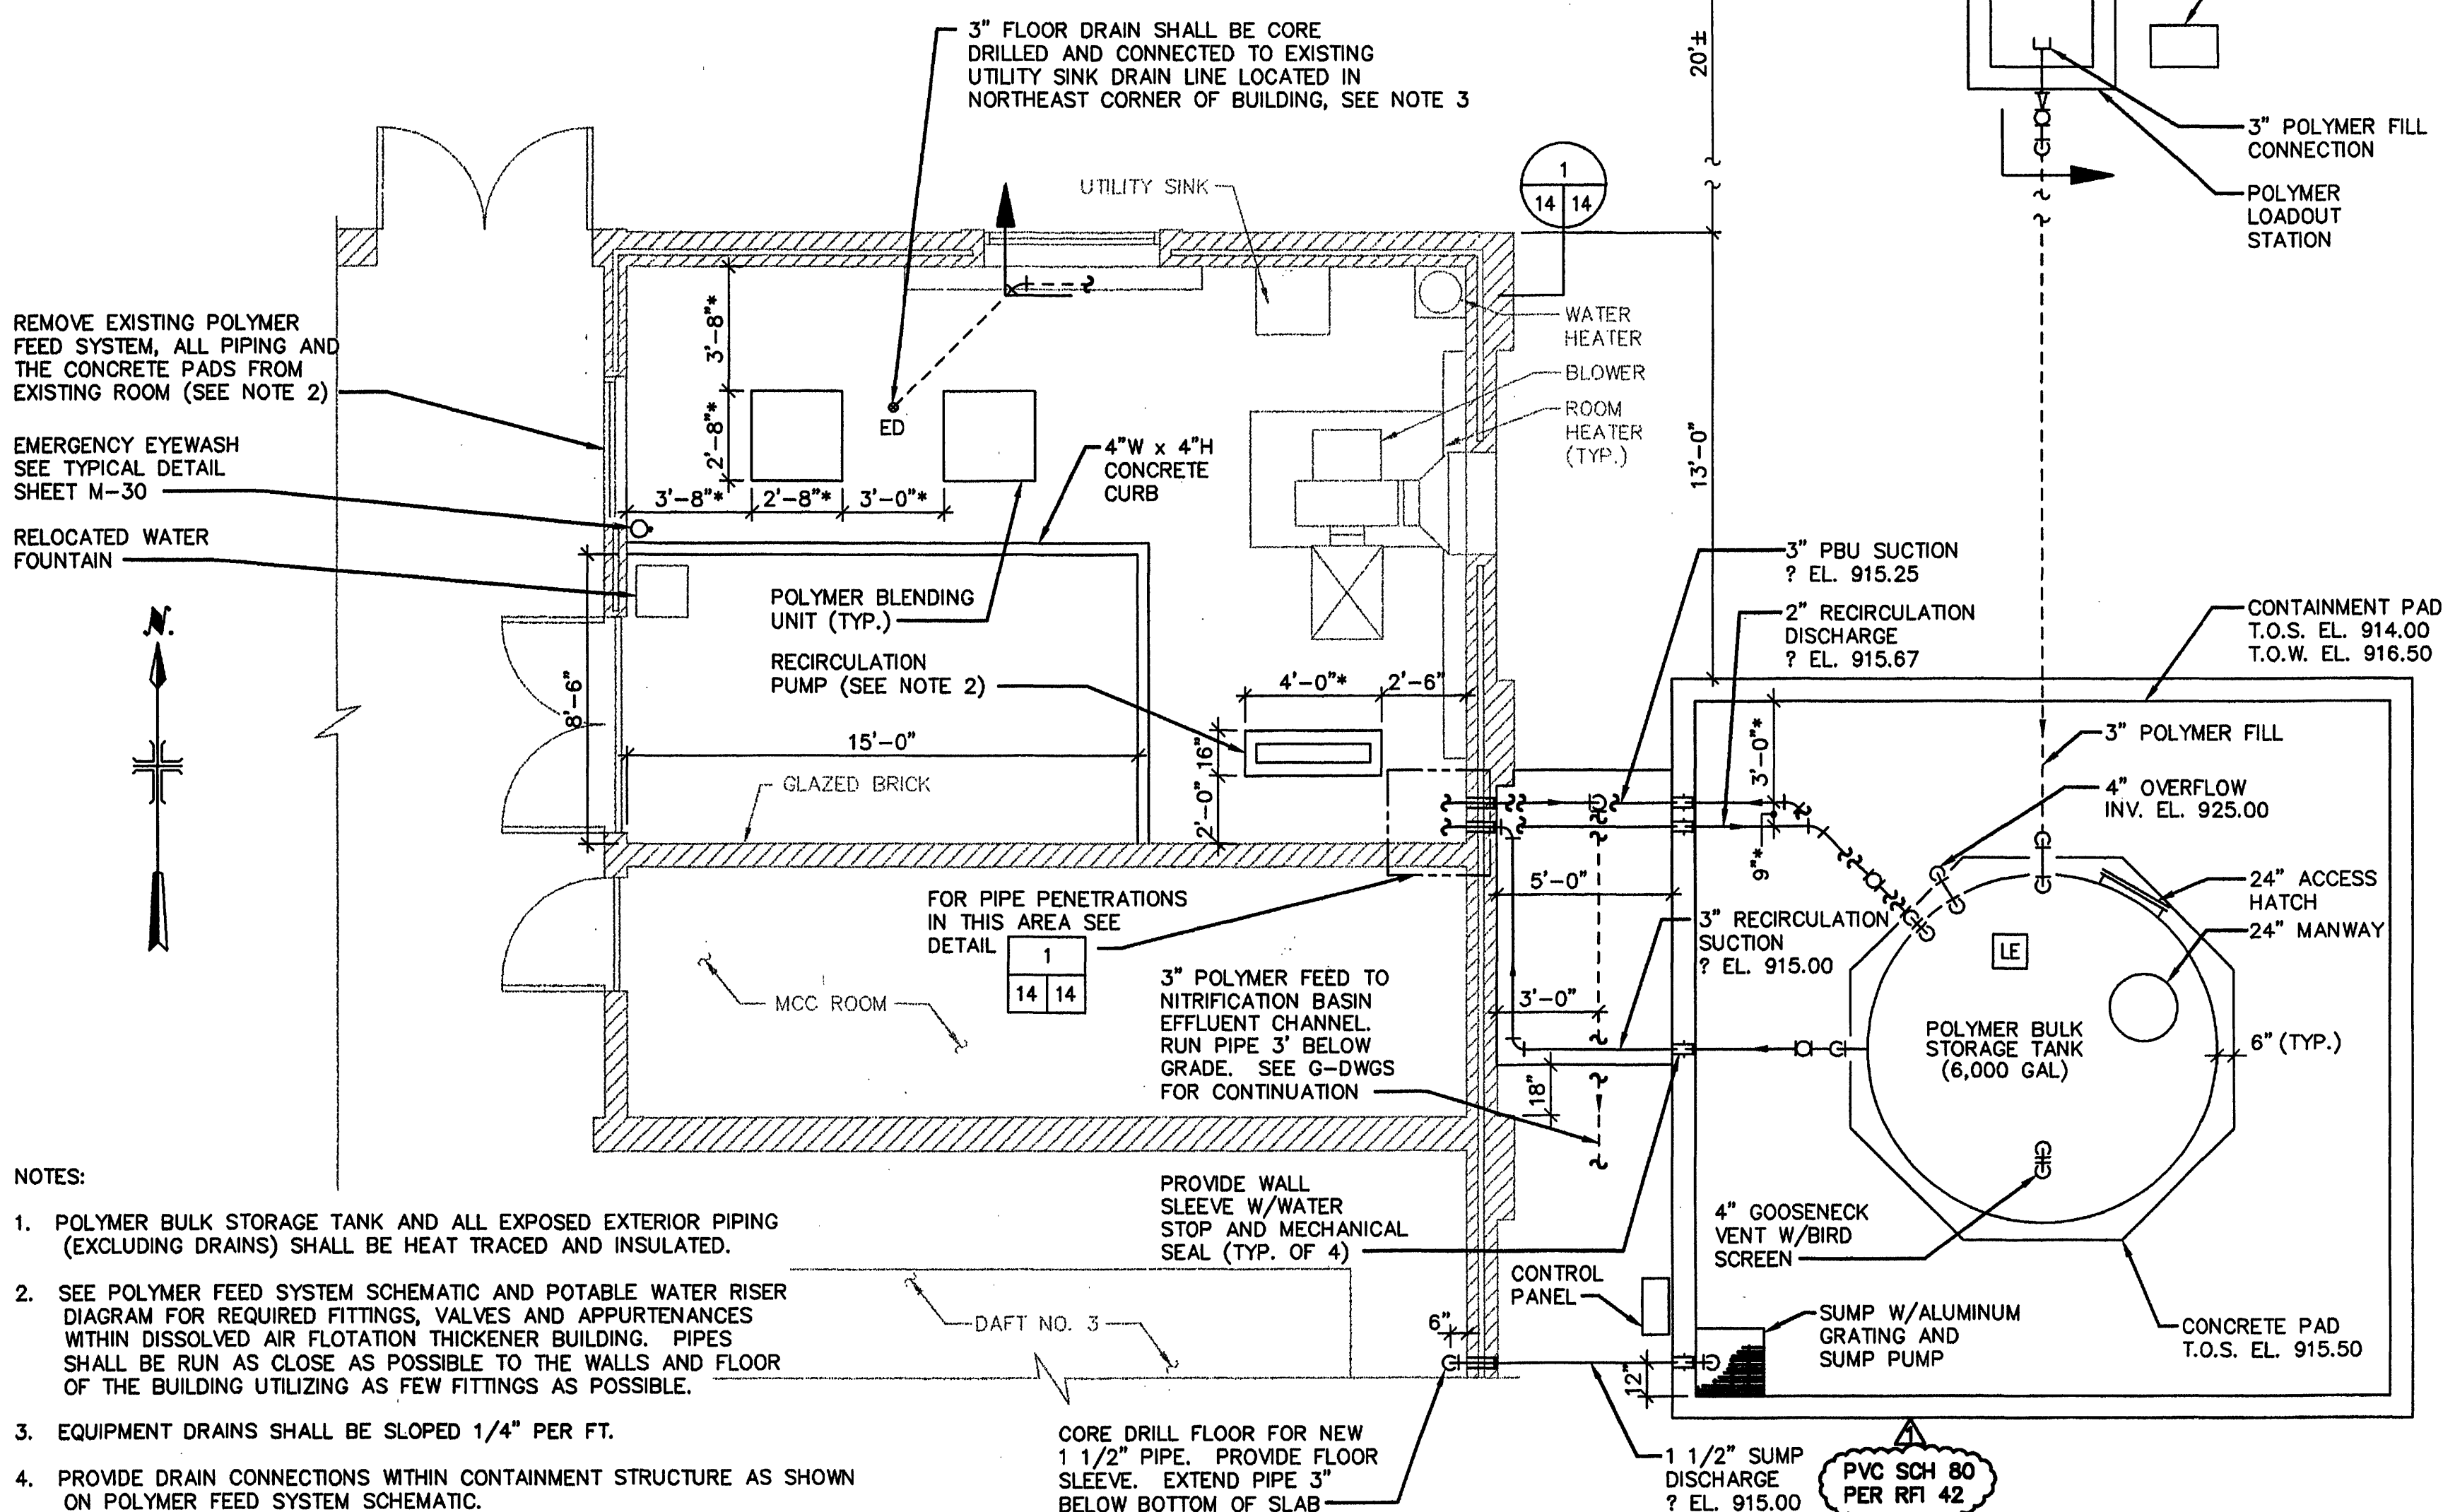 3" FLOOR DRAIN SHALL BE CORE
DRILLED AND CONNECTED TO EXISTING
UTILITY SINK DRAIN LINE LOCATED IN
NORTHEAST CORNER OF BUILDING, SEE NOTE 3
20'±
3" POLYMER FILL
CONNECTION
POLYMER
LOADOUT
STATION
UTILITY SINK
1
14 14
WATER
HEATER
BLOWER
ROOM
HEATER
(TYP.)
13'-0"
REMOVE EXISTING POLYMER
FEED SYSTEM, ALL PIPING AND
THE CONCRETE PADS FROM
EXISTING ROOM (SEE NOTE 2)
EMERGENCY EYEWASH
SEE TYPICAL DETAIL
SHEET M-30
RELOCATED WATER
FOUNTAIN
N.
3'-8"*
2'-8"*
ED
3'-8"* 2'-8"* 3'-0"*
4"W x 4"H
CONCRETE
CURB
POLYMER BLENDING
UNIT (TYP.)
RECIRCULATION
PUMP (SEE NOTE 2)
4'-0"* 2'-6"
16"
2'-0"
8'-6"
15'-0"
GLAZED BRICK
3" PBU SUCTION
? EL. 915.25
2" RECIRCULATION
DISCHARGE
? EL. 915.67
CONTAINMENT PAD
T.O.S. EL. 914.00
T.O.W. EL. 916.50
3'-0"*
9"*
3" POLYMER FILL
4" OVERFLOW
INV. EL. 925.00
24" ACCESS
HATCH
24" MANWAY
LE
POLYMER BULK
STORAGE TANK
(6,000 GAL)
6" (TYP.)
5'-0"
3" RECIRCULATION
SUCTION
? EL. 915.00
3'-0"
18"
FOR PIPE PENETRATIONS
IN THIS AREA SEE
DETAIL
1
14 14
MCC ROOM
3" POLYMER FEED TO
NITRIFICATION BASIN
EFFLUENT CHANNEL.
RUN PIPE 3' BELOW
GRADE. SEE G-DWGS
FOR CONTINUATION
PROVIDE WALL
SLEEVE W/WATER
STOP AND MECHANICAL
SEAL (TYP. OF 4)
4" GOOSENECK
VENT W/BIRD
SCREEN
CONTROL
PANEL
SUMP W/ALUMINUM
GRATING AND
SUMP PUMP
CONCRETE PAD
T.O.S. EL. 915.50
DAFT NO. 3
6"
12"
CORE DRILL FLOOR FOR NEW
1 1/2" PIPE. PROVIDE FLOOR
SLEEVE. EXTEND PIPE 3"
BELOW BOTTOM OF SLAB
1 1/2" SUMP
DISCHARGE
? EL. 915.00
1
PVC SCH 80
PER RFI 42
NOTES:
1. POLYMER BULK STORAGE TANK AND ALL EXPOSED EXTERIOR PIPING
(EXCLUDING DRAINS) SHALL BE HEAT TRACED AND INSULATED.
2. SEE POLYMER FEED SYSTEM SCHEMATIC AND POTABLE WATER RISER
DIAGRAM FOR REQUIRED FITTINGS, VALVES AND APPURTENANCES
WITHIN DISSOLVED AIR FLOTATION THICKENER BUILDING. PIPES
SHALL BE RUN AS CLOSE AS POSSIBLE TO THE WALLS AND FLOOR
OF THE BUILDING UTILIZING AS FEW FITTINGS AS POSSIBLE.
3. EQUIPMENT DRAINS SHALL BE SLOPED 1/4" PER FT.
4. PROVIDE DRAIN CONNECTIONS WITHIN CONTAINMENT STRUCTURE AS SHOWN
ON POLYMER FEED SYSTEM SCHEMATIC.